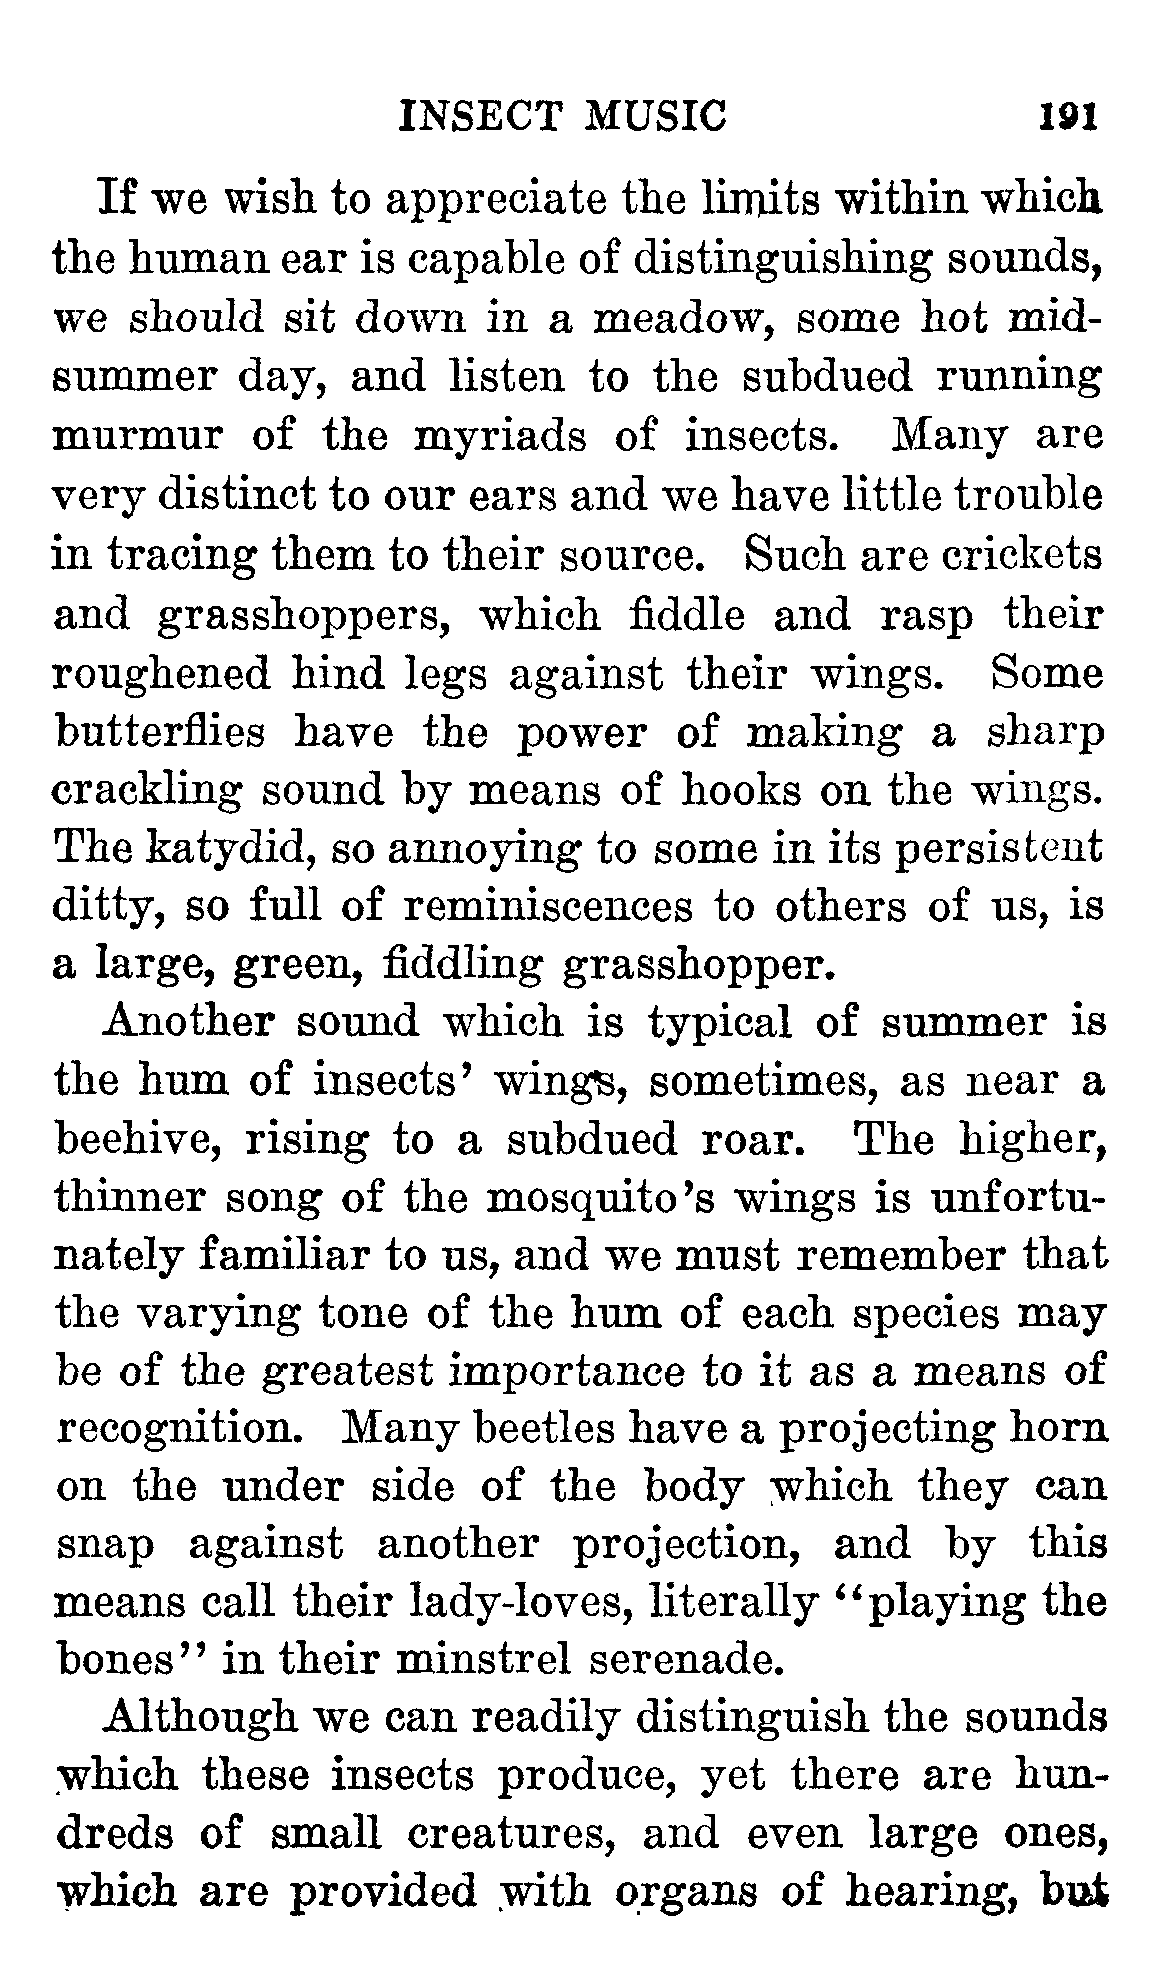 INSECT MUSIC 191
If we wish to appreciate the limits within which
the human ear is capable of distinguishing sounds,
we should sit down in a meadow, some hot mid-
summer day, and listen to the subdued running
murmur of the myriads of insects. Many are
very distinct to our ears and we have little trouble
in tracing them to their source. Such are crickets
and grasshoppers, which fiddle and rasp their
roughened hind legs against their wings. Some
butterflies have the power of making a sharp
crackling sound by means of hooks on the wings.
The katydid, so annoying to some in its persistent
ditty, so full of reminiscences to others of us, is
a large, green, fiddling grasshopper.
Another sound which is typical of summer is
the hum of insects' wings, sometimes, as near a
beehive, rising to a subdued roar. The higher,
thinner song of the mosquito's wings is unfortu-
nately familiar to us, and we must remember that
the varying tone of the hum of each species may
be of the greatest importance to it as a means of
recognition. Many beetles have a projecting horn
on the under side of the body which they can
snap against another projection, and by this
means call their lady-loves, literally "playing the
bones" in their minstrel serenade.
Although we can readily distinguish the sounds
which these insects produce, yet there are hun-
dreds of small creatures, and even large ones,
which are provided with organs of hearing, but